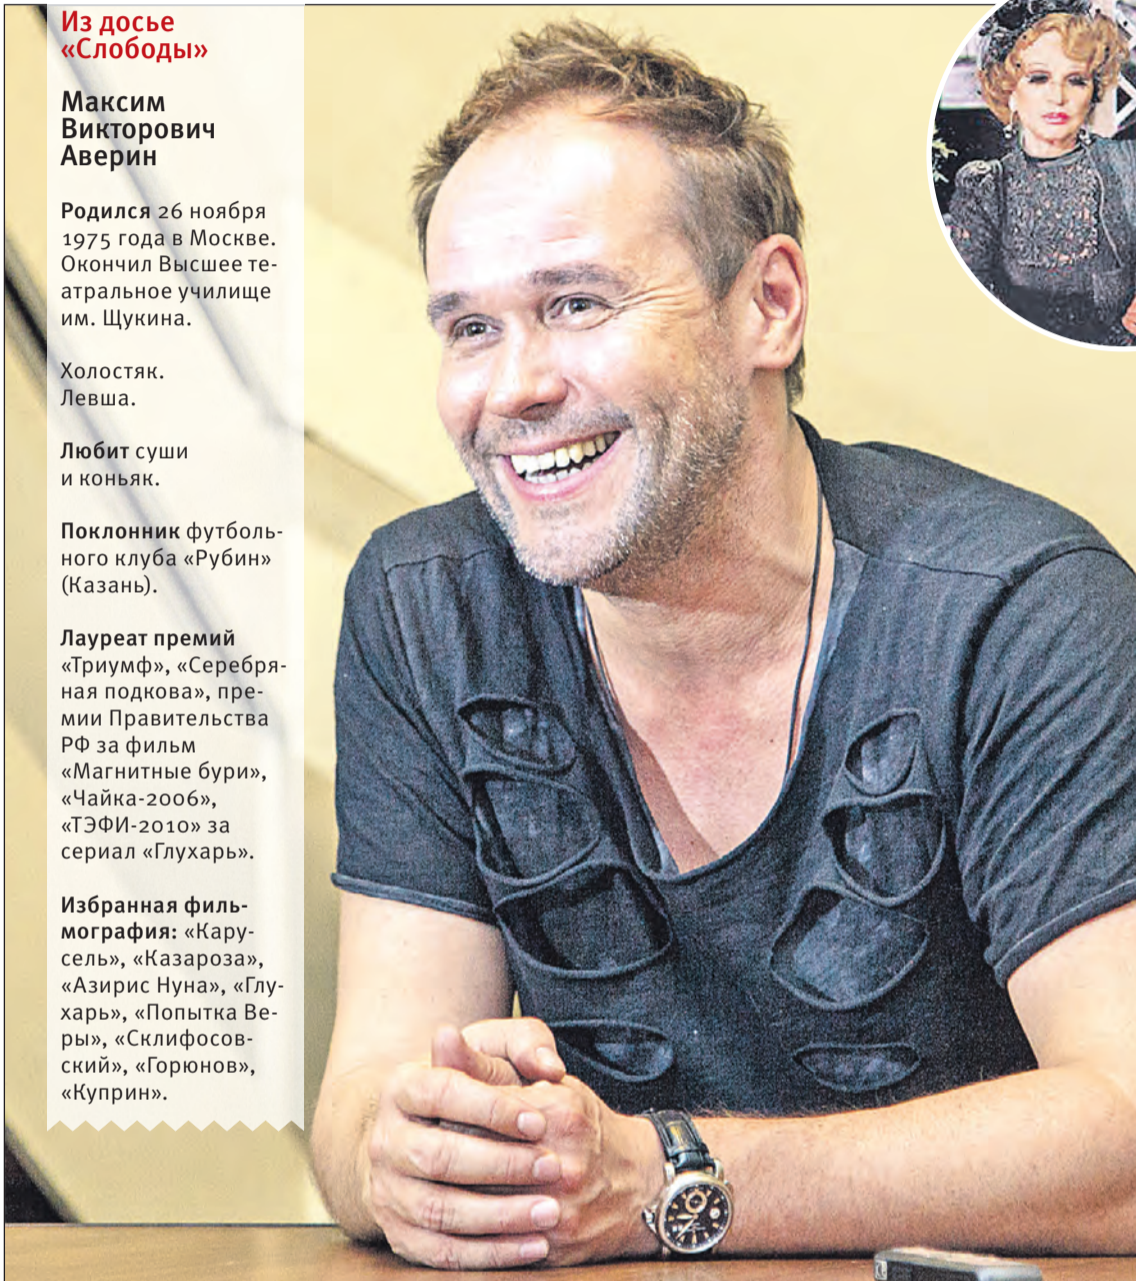 Из досье
«Слободы»
Максим
Викторович
Аверин
Родился 26 ноября
1975 года в Москве.
Окончил Высшее те-
атральное училище
им. Щукина.
Холостяк.
Левша.
Любит суши
и коньяк.
Поклонник футболь-
ного клуба «Рубин»
(Казань).
Лауреат премий
«Триумф», «Серебря-
ная подкова», пре-
мии Правительства
РФ за фильм
«Магнитные бури»,
«Чайка-2006»,
«ТЭФИ-2010» за
сериал «Глухарь».
Избранная филь-
мография: «Кару-
сель», «Казароза»,
«Азирис Нуна», «Глу-
харь», «Попытка Ве-
ры», «Склифосов-
ский», «Горюнов»,
«Куприн».